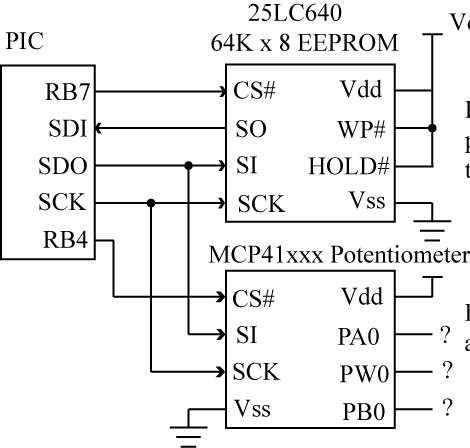 25LC640
Vc
PIC
64K x 8 EEPROM
RB7
CS#
Vdd
SDI
SO
WP#
SDO
SI
HOLD#
SCK
SCK
Vss
RB4
MCP41xxx Potentiometer
CS#
Vdd
SI
PA0
?
SCK
PW0
?
Vss
PB0
?